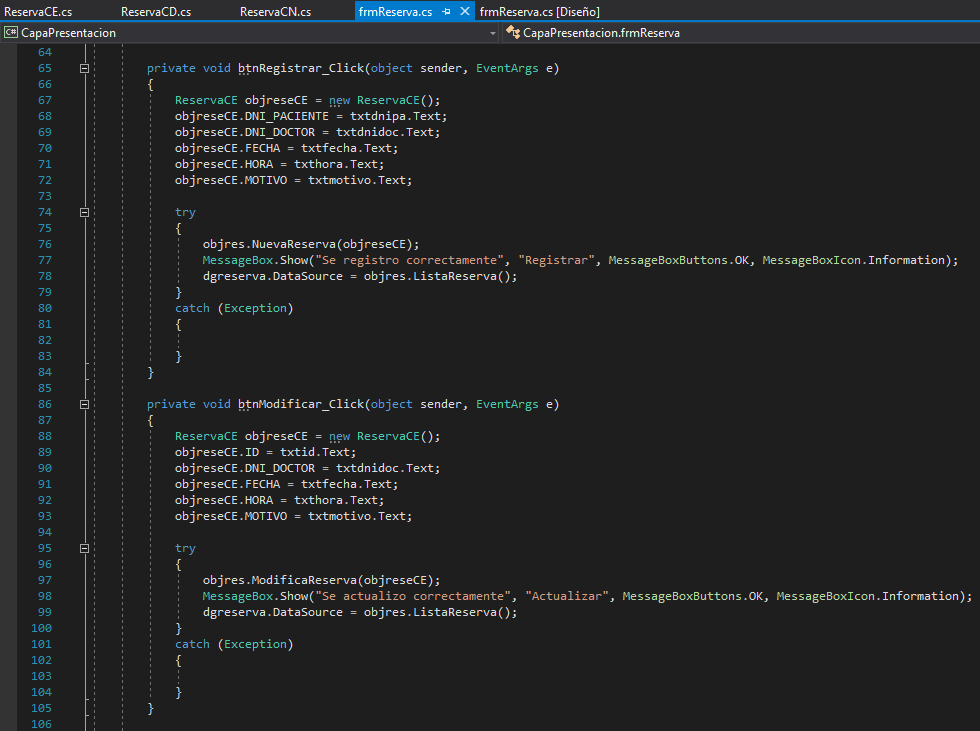 ReservaCE.cs ReservaCD.cs ReservaCN.cs frmReserva.cs frmReserva.cs [Diseño]
C# CapaPresentacion CapaPresentacion.frmReserva
64
65 private void btnRegistrar_Click(object sender, EventArgs e)
66 {
67 ReservaCE objreseCE = new ReservaCE();
68 objreseCE.DNI_PACIENTE = txtdnipa.Text;
69 objreseCE.DNI_DOCTOR = txtdnidoc.Text;
70 objreseCE.FECHA = txtfecha.Text;
71 objreseCE.HORA = txthora.Text;
72 objreseCE.MOTIVO = txtmotivo.Text;
73
74 try
75 {
76 objres.NuevaReserva(objreseCE);
77 MessageBox.Show("Se registro correctamente", "Registrar", MessageBoxButtons.OK, MessageBoxIcon.Information);
78 dgreserva.DataSource = objres.ListaReserva();
79 }
80 catch (Exception)
81 {
82
83 }
84 }
85
86 private void btnModificar_Click(object sender, EventArgs e)
87 {
88 ReservaCE objreseCE = new ReservaCE();
89 objreseCE.ID = txtid.Text;
90 objreseCE.DNI_DOCTOR = txtdnidoc.Text;
91 objreseCE.FECHA = txtfecha.Text;
92 objreseCE.HORA = txthora.Text;
93 objreseCE.MOTIVO = txtmotivo.Text;
94
95 try
96 {
97 objres.ModificaReserva(objreseCE);
98 MessageBox.Show("Se actualizo correctamente", "Actualizar", MessageBoxButtons.OK, MessageBoxIcon.Information);
99 dgreserva.DataSource = objres.ListaReserva();
100 }
101 catch (Exception)
102 {
103
104 }
105 }
106